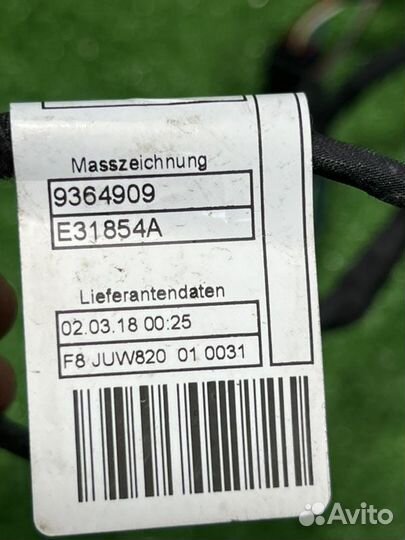 Masszeichnung
9364909
E31854A
Lieferantendaten
02.03.18 00:25
F8 JUW820 01 0031
Avito